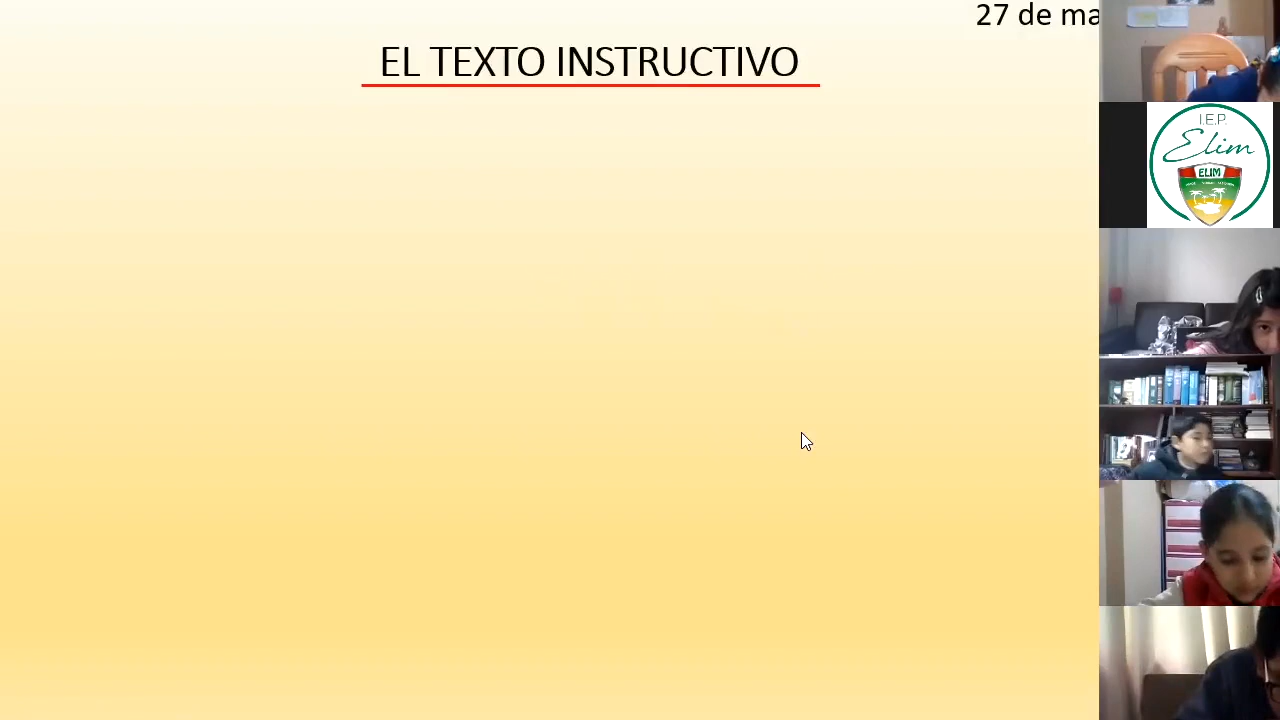 27 de ma
EL TEXTO INSTRUCTIVO
I.E.P.
Elim
ELIM